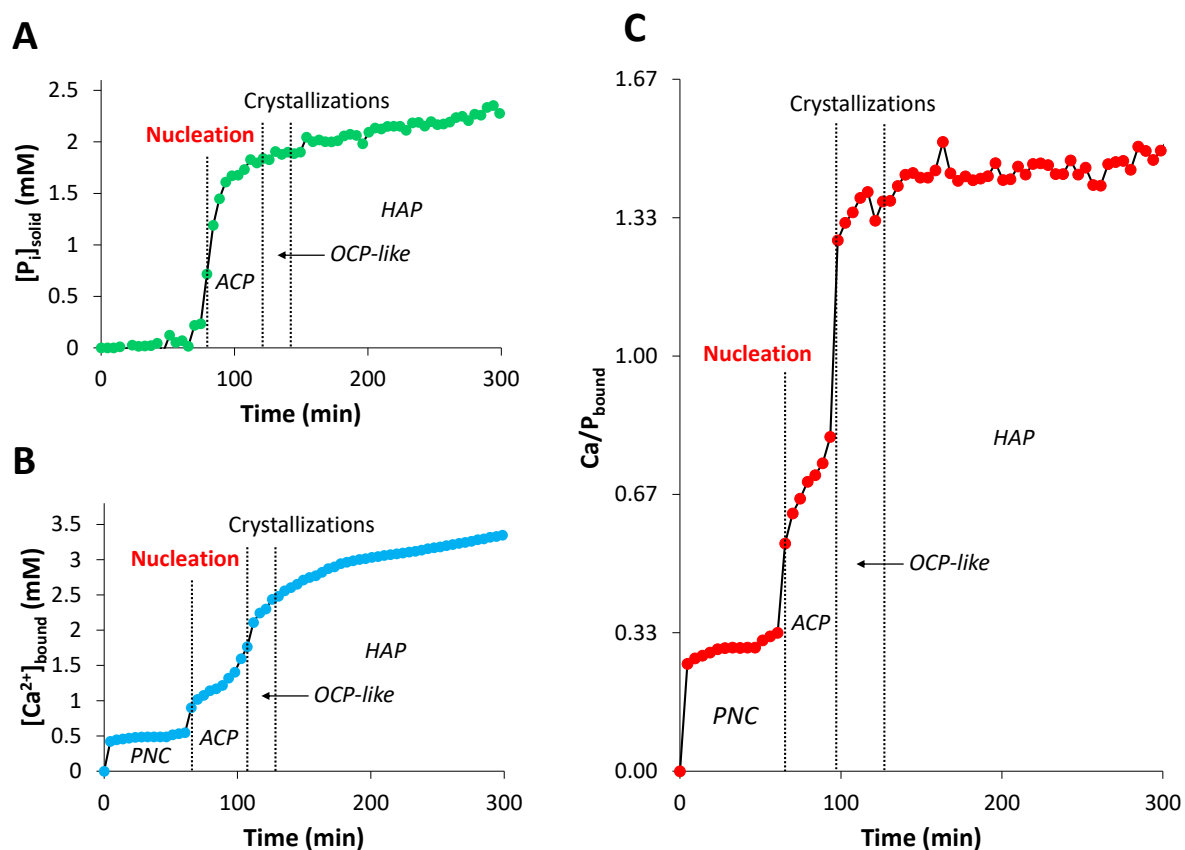 A
[Pᵢ]solid (mM)
2.5
2
1.5
1
0.5
0
Crystallizations
Nucleation
HAP
OCP-like
ACP
0
100
200
300
Time (min)
B
[Ca²⁺]bound (mM)
3.5
3
2.5
2
1.5
1
0.5
0
Crystallizations
Nucleation
HAP
OCP-like
PNC
ACP
0
100
200
300
Time (min)
C
Ca/Pbound
1.67
1.33
1.00
0.67
0.33
0.00
Crystallizations
Nucleation
HAP
OCP-like
ACP
PNC
0
100
200
300
Time (min)